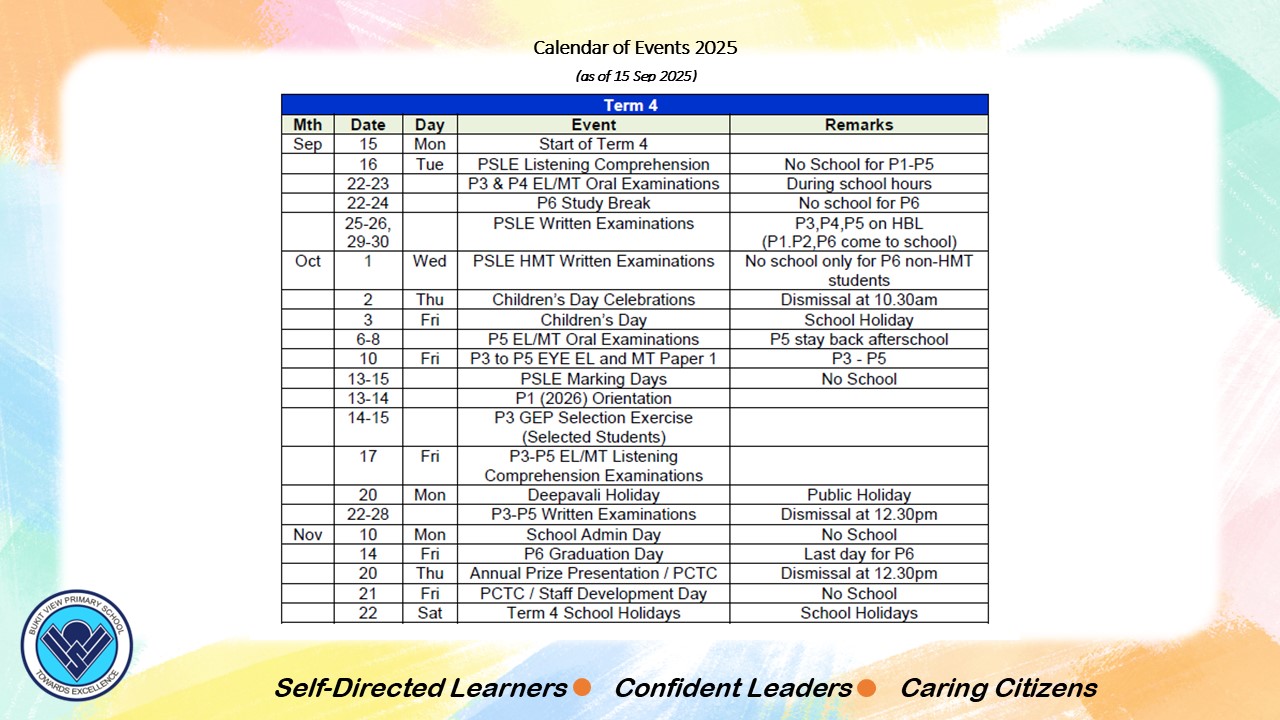 Calendar of Events 2025
(as of 15 Sep 2025)
Term 4
Mth Date Day Event Remarks
Sep 15 Mon Start of Term 4
16 Tue PSLE Listening Comprehension No School for P1-P5
22-23 P3 & P4 EL/MT Oral Examinations During school hours
22-24 P6 Study Break No school for P6
25-26, PSLE Written Examinations P3,P4,P5 on HBL
29-30 (P1.P2,P6 come to school)
Oct 1 Wed PSLE HMT Written Examinations No school only for P6 non-HMT
students
2 Thu Children's Day Celebrations Dismissal at 10.30am
3 Fri Children's Day School Holiday
6-8 P5 EL/MT Oral Examinations P5 stay back afterschool
10 Fri P3 to P5 EYE EL and MT Paper 1 P3 - P5
13-15 PSLE Marking Days No School
13-14 P1 (2026) Orientation
14-15 P3 GEP Selection Exercise
(Selected Students)
17 Fri P3-P5 EL/MT Listening
Comprehension Examinations
20 Mon Deepavali Holiday Public Holiday
22-28 P3-P5 Written Examinations Dismissal at 12.30pm
Nov 10 Mon School Admin Day No School
14 Fri P6 Graduation Day Last day for P6
20 Thu Annual Prize Presentation / PCTC Dismissal at 12.30pm
21 Fri PCTC / Staff Development Day No School
22 Sat Term 4 School Holidays School Holidays
BUKIT VIEW PRIMARY SCHOOL
TOWARDS EXCELLENCE
Self-Directed Learners ● Confident Leaders ● Caring Citizens